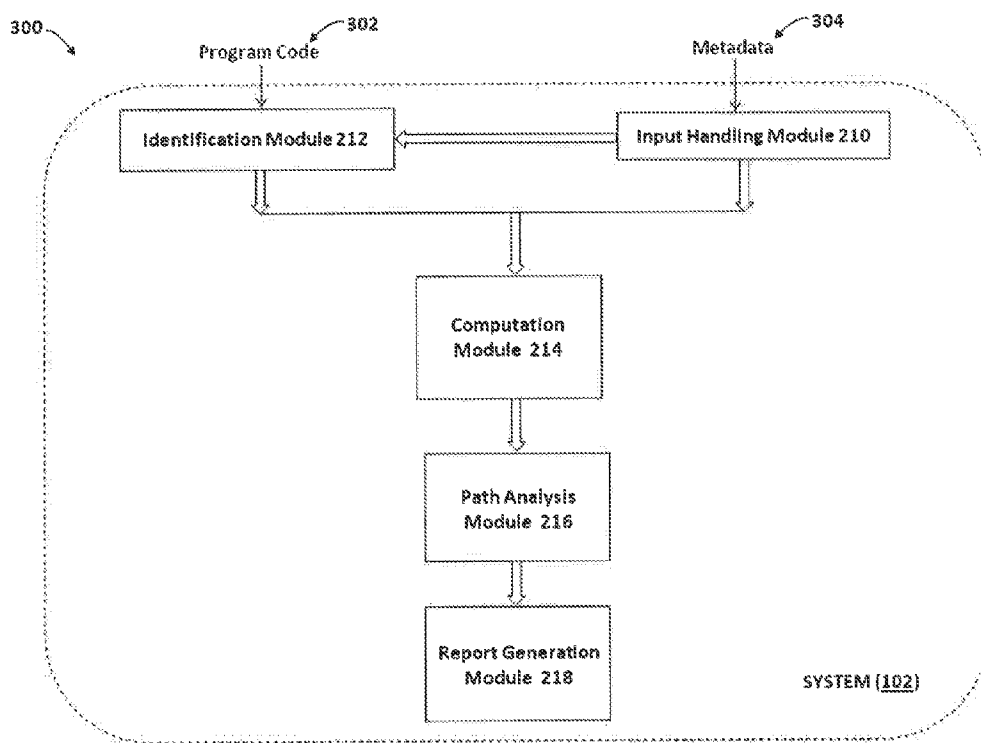 300
302
Program Code
304
Metadata
Identification Module 212
Input Handling Module 210
Computation
Module 214
Path Analysis
Module 216
Report Generation
Module 218
SYSTEM (102)